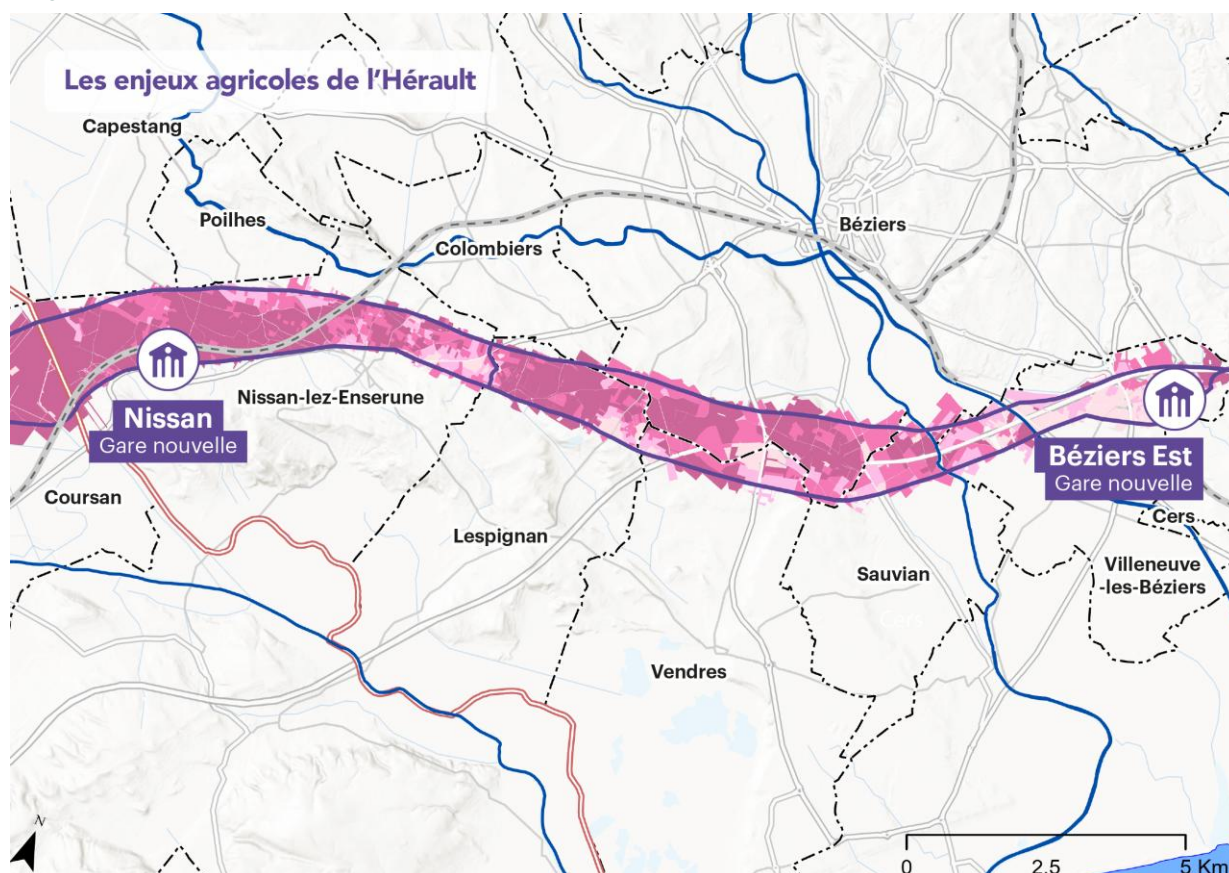 Les enjeux agricoles de l'Hérault
Capestang
Poilhes
Colombiers
Béziers
Nissan-lez-Enserune
Nissan
Gare nouvelle
Béziers Est
Gare nouvelle
Coursan
Lespignan
Cers
Villeneuve
-les-Béziers
Sauvian
Cers
Vendres
N
0
2.5
5 Km